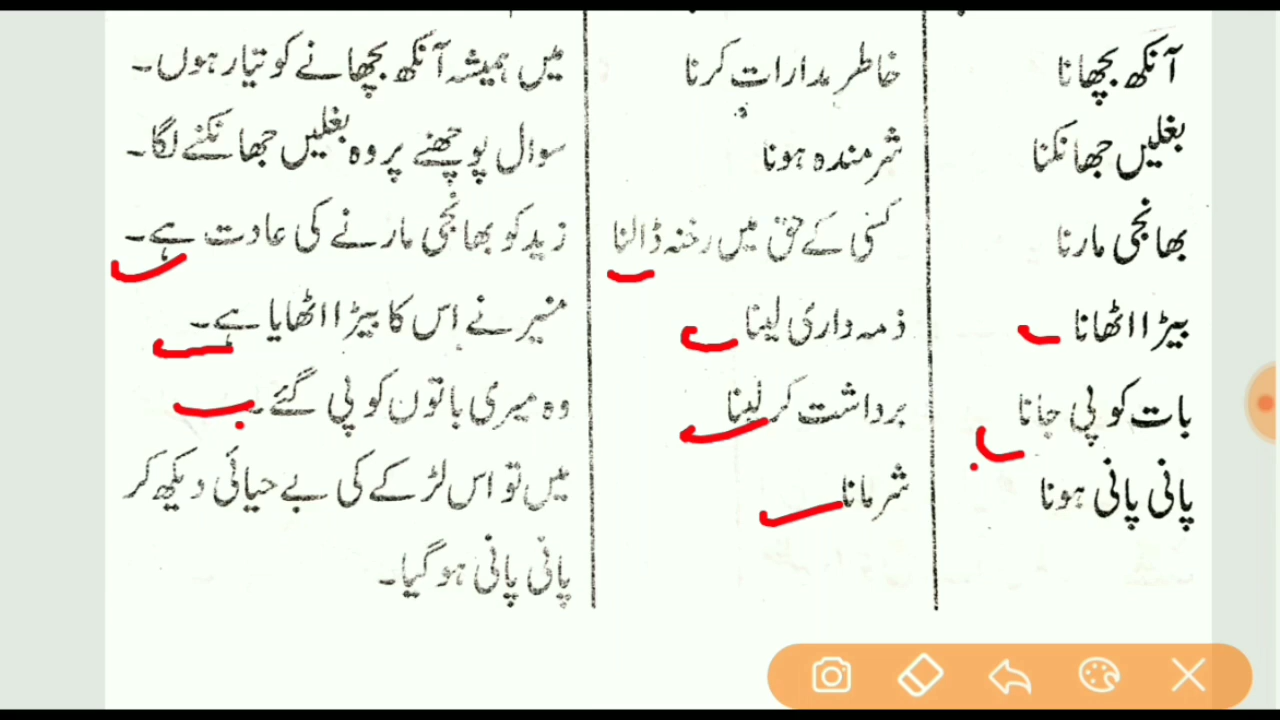 آنکھ بچھانا خاطر مدارات کرنا میں ہمیشہ آنکھ بچھانے کو تیار ہوں۔
بغلیں جھانکنا شرمندہ ہونا سوال پوچھنے پر وہ بغلیں جھانکنے لگا۔
بھانجی مارنا کسی کے حق میں رخنہ ڈالنا زید کو بھانجی مارنے کی عادت ہے۔
بیڑا اٹھانا ذمہ داری لینا منیر نے اس کا بیڑا اٹھایا ہے۔
بات کو پی جانا برداشت کر لینا وہ میری باتوں کو پی گئے۔
پانی پانی ہونا شرمانا میں تو اس لڑکے کی بے حیائی دیکھ کر
پانی پانی ہو گیا۔